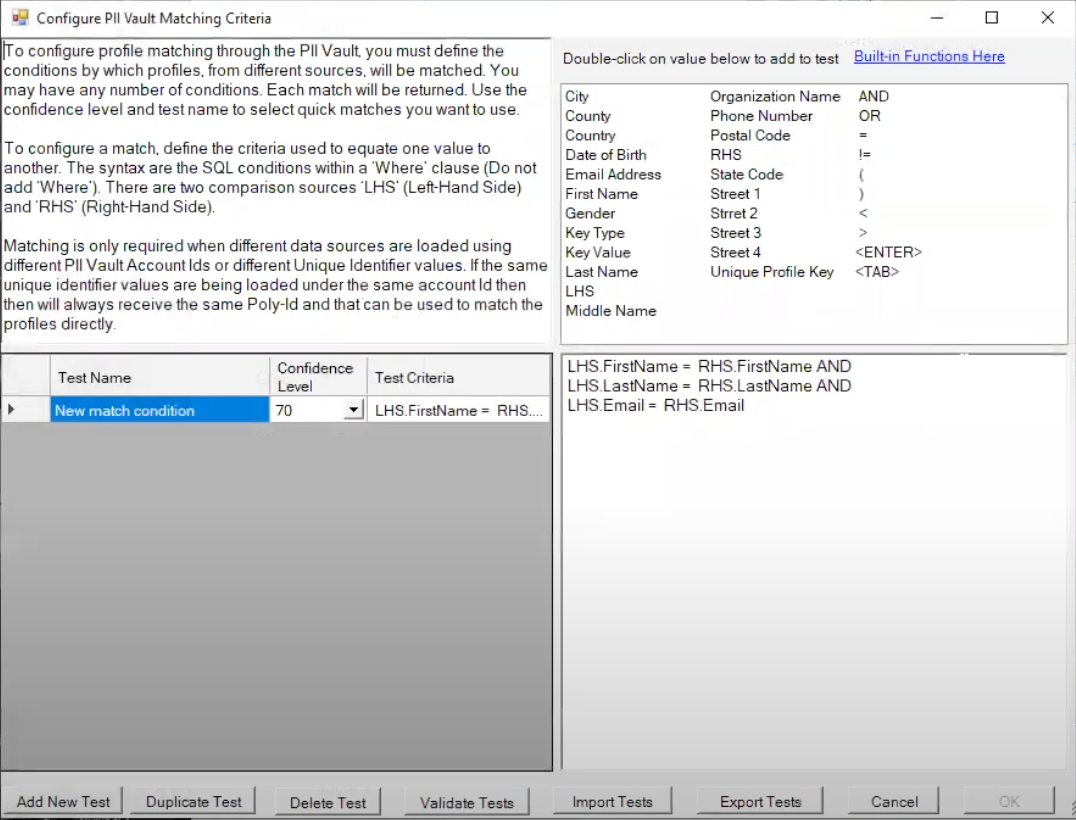 Configure PII Vault Matching Criteria
To configure profile matching through the PII Vault, you must define the
conditions by which profiles, from different sources, will be matched. You
may have any number of conditions. Each match will be returned. Use the
confidence level and test name to select quick matches you want to use.
To configure a match, define the criteria used to equate one value to
another. The syntax are the SQL conditions within a 'Where' clause (Do not
add 'Where'). There are two comparison sources 'LHS' (Left-Hand Side)
and 'RHS' (Right-Hand Side).
Matching is only required when different data sources are loaded using
different PII Vault Account Ids or different Unique Identifier values. If the same
unique identifier values are being loaded under the same account Id then
then will always receive the same Poly-Id and that can be used to match the
profiles directly.
Double-click on value below to add to test Built-in Functions Here
City Organization Name AND
County Phone Number OR
Country Postal Code =
Date of Birth RHS !=
Email Address State Code (
First Name Street 1 )
Gender Strret 2 <
Key Type Street 3 >
Key Value Street 4 <ENTER>
Last Name Unique Profile Key <TAB>
LHS
Middle Name
Test Name Confidence Level Test Criteria
New match condition 70 LHS.FirstName = RHS....
LHS.FirstName = RHS.FirstName AND
LHS.LastName = RHS.LastName AND
LHS.Email = RHS.Email
Add New Test Duplicate Test Delete Test Validate Tests Import Tests Export Tests Cancel OK